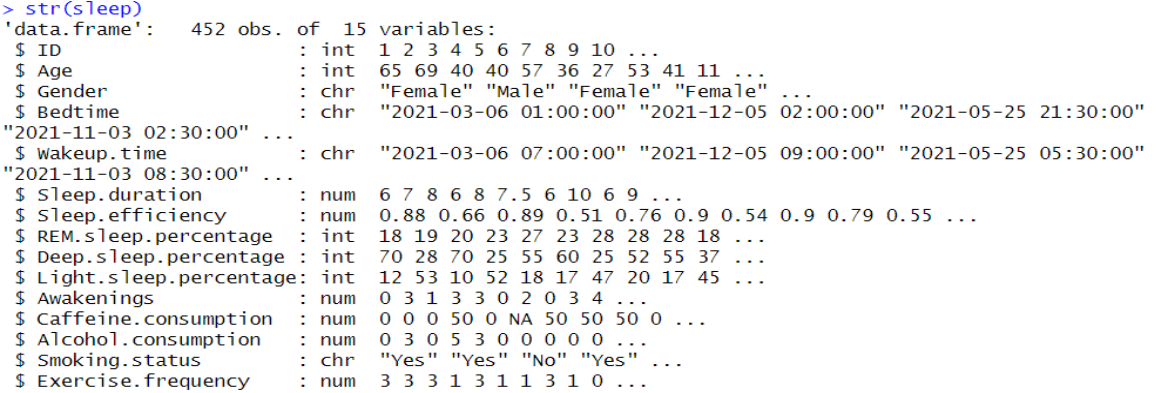 > str(sleep)
'data.frame':   452 obs. of  15 variables:
 $ ID                    : int  1 2 3 4 5 6 7 8 9 10 ...
 $ Age                   : int  65 69 40 40 57 36 27 53 41 11 ...
 $ Gender                : chr  "Female" "Male" "Female" "Female" ...
 $ Bedtime               : chr  "2021-03-06 01:00:00" "2021-12-05 02:00:00" "2021-05-25 21:30:00"
"2021-11-03 02:30:00" ...
 $ Wakeup.time           : chr  "2021-03-06 07:00:00" "2021-12-05 09:00:00" "2021-05-25 05:30:00"
"2021-11-03 08:30:00" ...
 $ Sleep.duration        : num  6 7 8 6 8 7.5 6 10 6 9 ...
 $ Sleep.efficiency      : num  0.88 0.66 0.89 0.51 0.76 0.9 0.54 0.9 0.79 0.55 ...
 $ REM.sleep.percentage  : int  18 19 20 23 27 23 28 28 28 18 ...
 $ Deep.sleep.percentage : int  70 28 70 25 55 60 25 52 55 37 ...
 $ Light.sleep.percentage: int  12 53 10 52 18 17 47 20 17 45 ...
 $ Awakenings            : num  0 3 1 3 3 0 2 0 3 4 ...
 $ Caffeine.consumption  : num  0 0 0 50 0 NA 50 50 50 0 ...
 $ Alcohol.consumption   : num  0 3 0 5 3 0 0 0 0 0 ...
 $ Smoking.status        : chr  "Yes" "Yes" "No" "Yes" ...
 $ Exercise.frequency    : num  3 3 3 1 3 1 1 3 1 0 ...